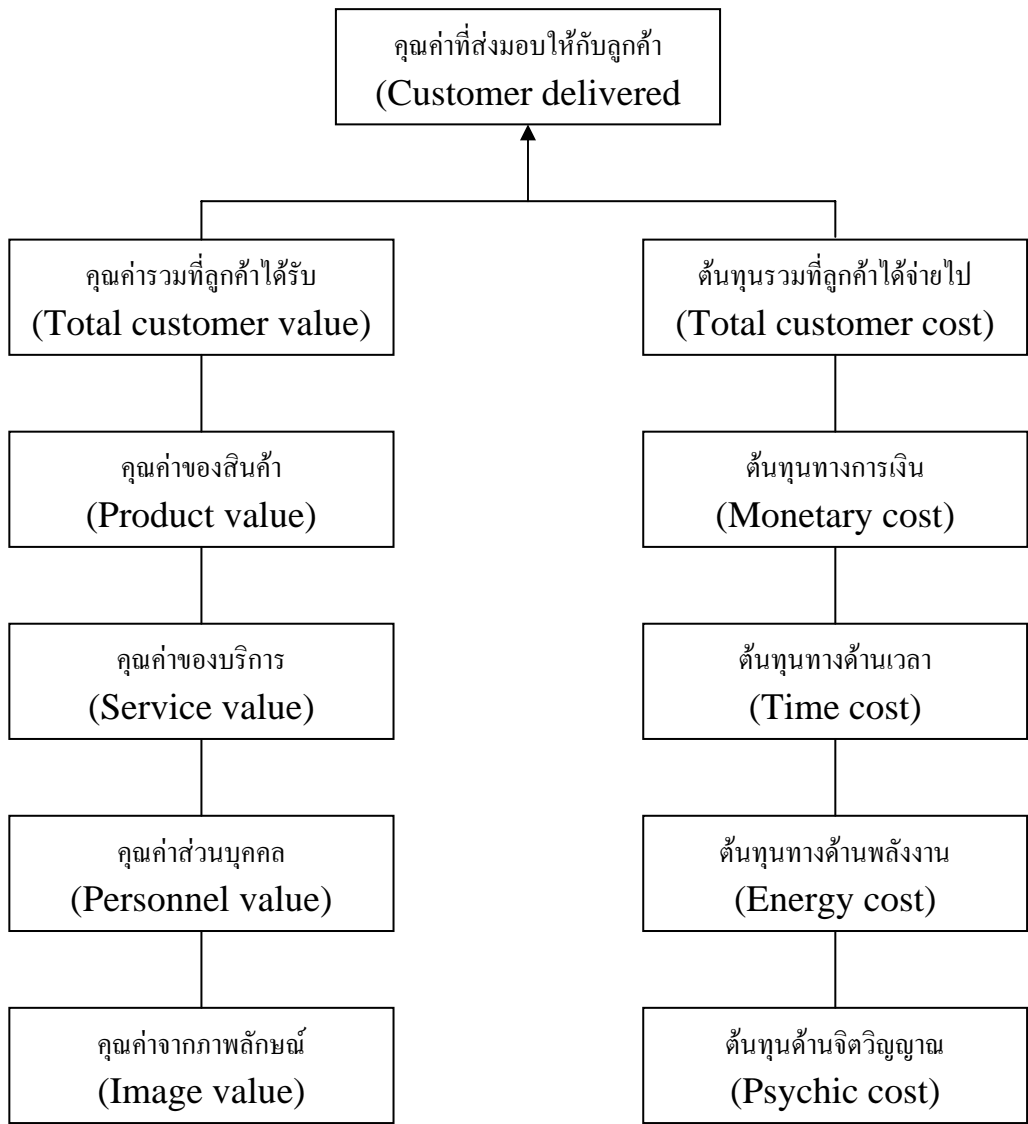 คุณค่าที่ส่งมอบให้กับลูกค้า
(Customer delivered
คุณค่ารวมที่ลูกค้าได้รับ
(Total customer value)
ต้นทุนรวมที่ลูกค้าได้จ่ายไป
(Total customer cost)
คุณค่าของสินค้า
(Product value)
ต้นทุนทางการเงิน
(Monetary cost)
คุณค่าของบริการ
(Service value)
ต้นทุนทางด้านเวลา
(Time cost)
คุณค่าส่วนบุคคล
(Personnel value)
ต้นทุนทางด้านพลังงาน
(Energy cost)
คุณค่าจากภาพลักษณ์
(Image value)
ต้นทุนด้านจิตวิญญาณ
(Psychic cost)